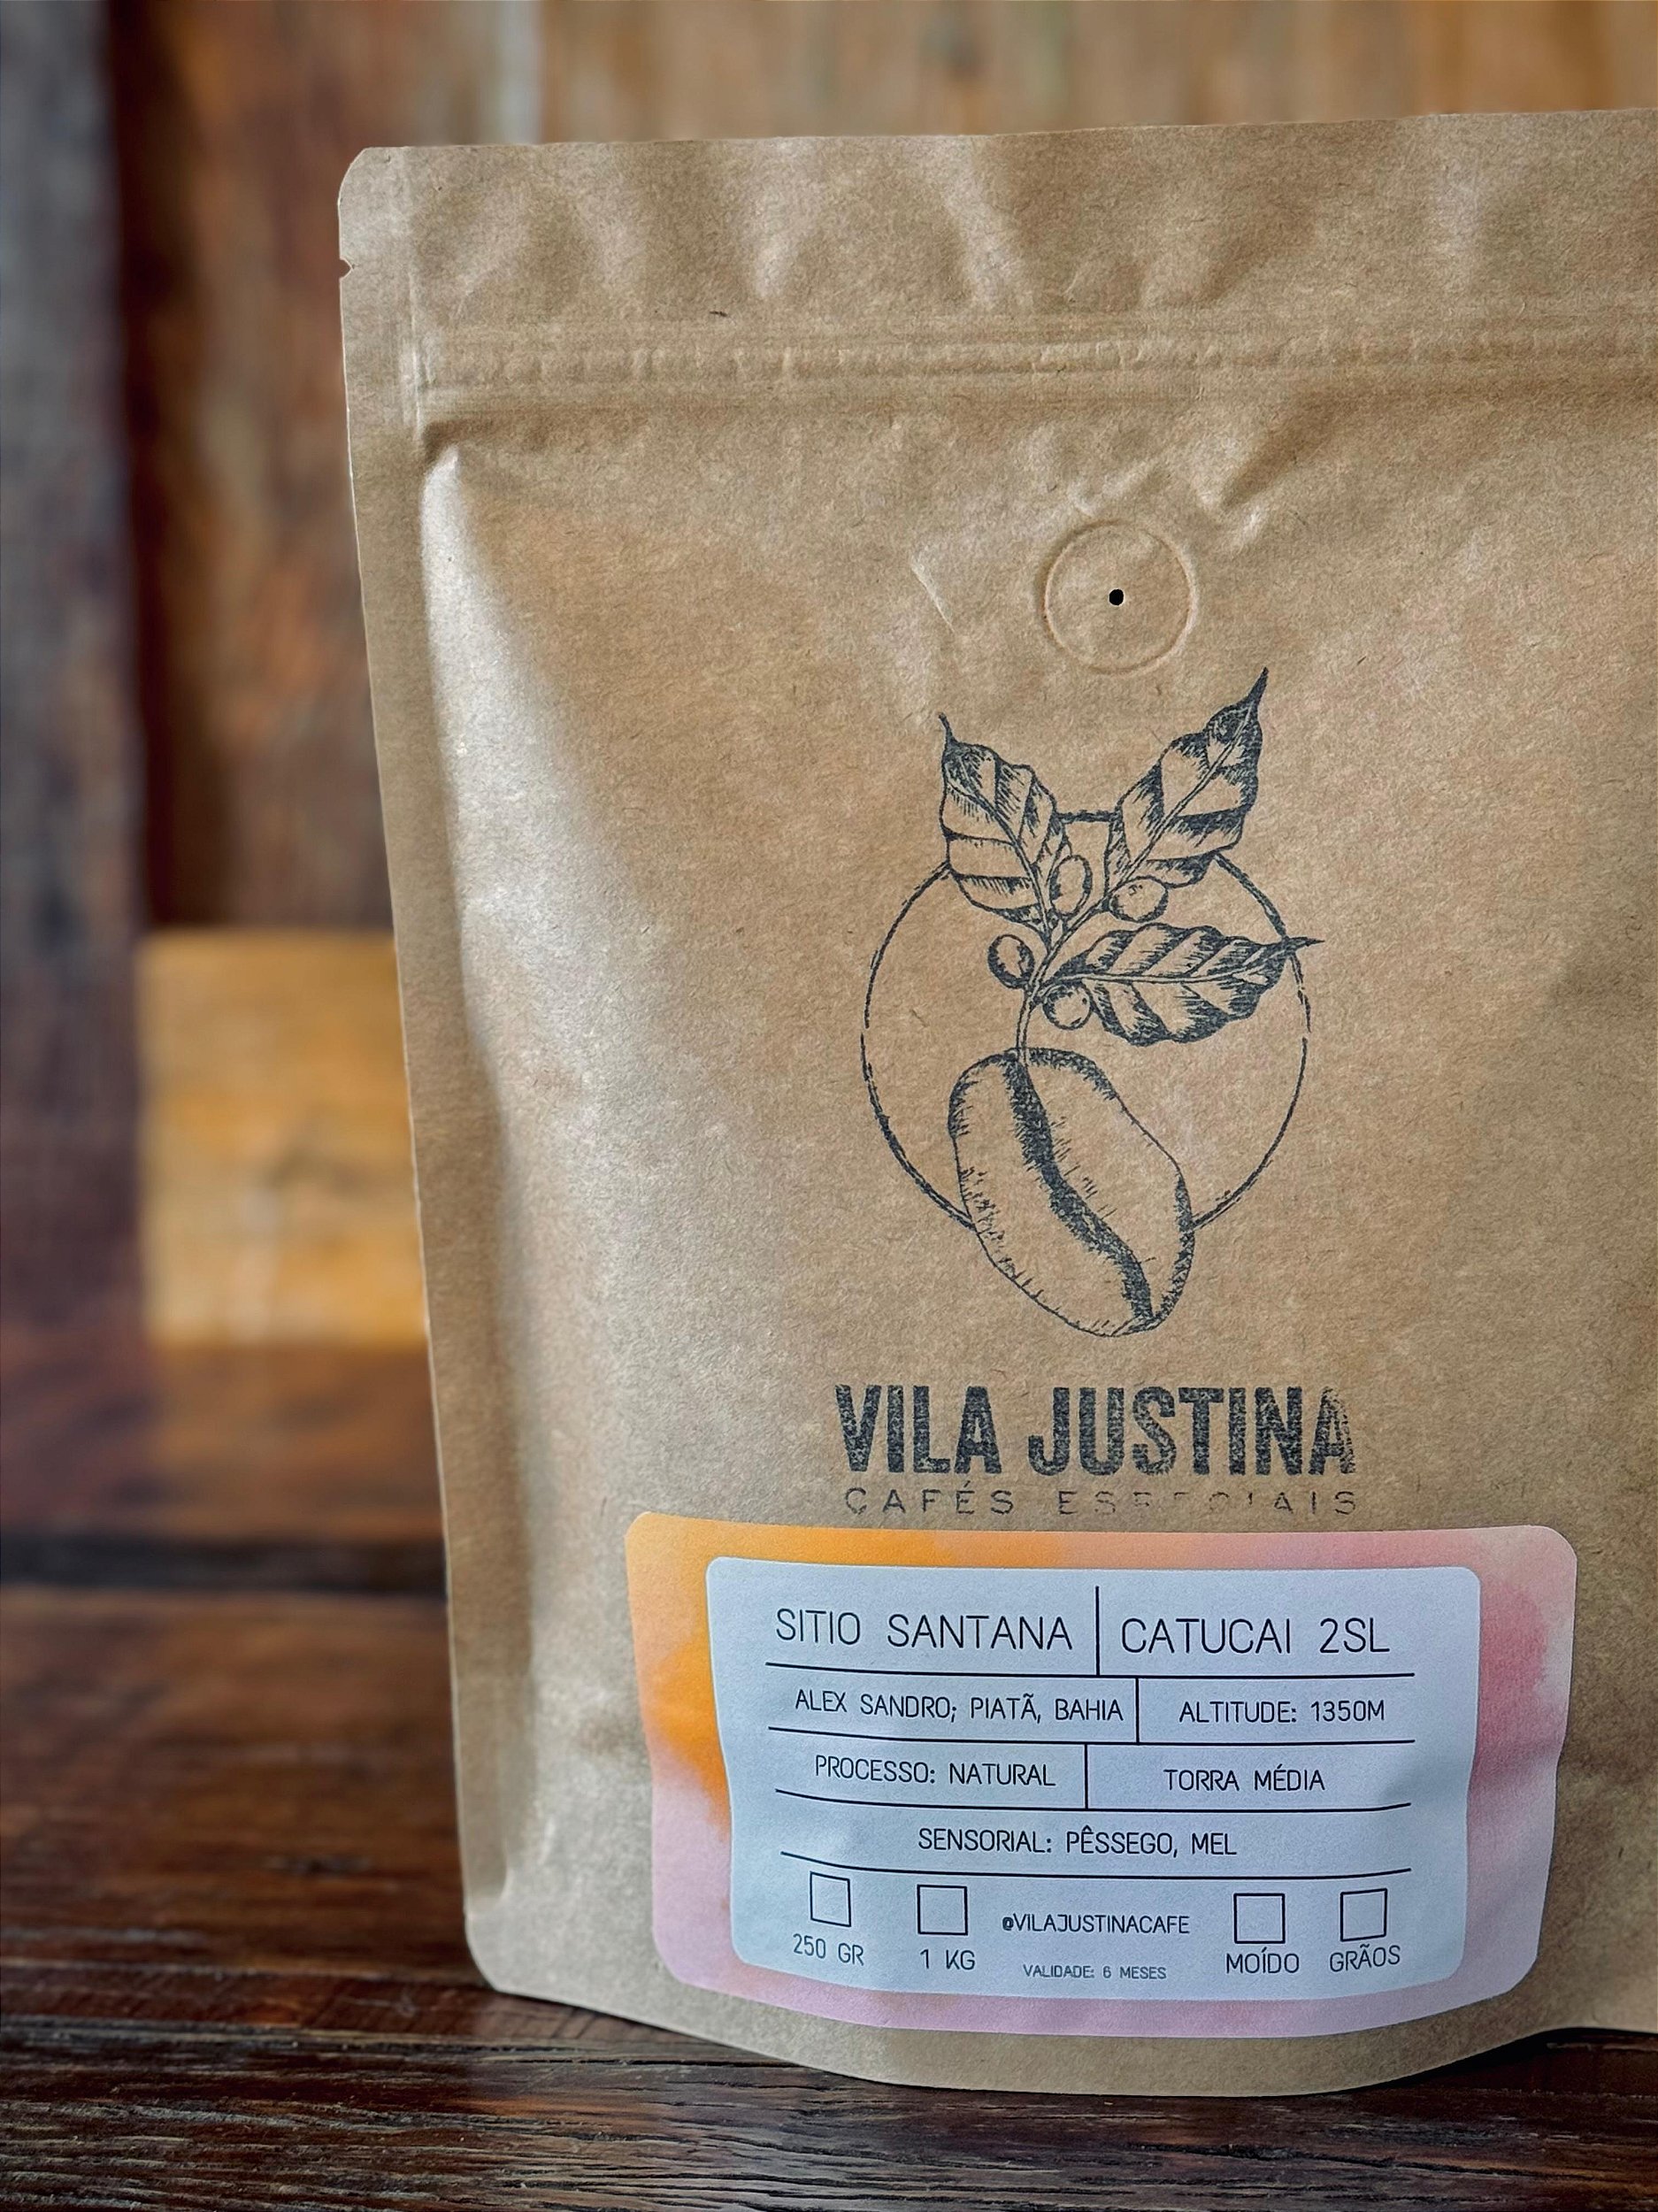 VILA JUSTINA
CAFÉS ESPECIAIS
SITIO SANTANA CATUCAI 2SL
ALEX SANDRO; PIATÃ, BAHIA ALTITUDE: 1350M
PROCESSO: NATURAL TORRA MÉDIA
SENSORIAL: PÊSSEGO, MEL
@VILAJUSTINACAFE
250 GR 1 KG MOÍDO GRÃOS
VALIDADE: 6 MESES